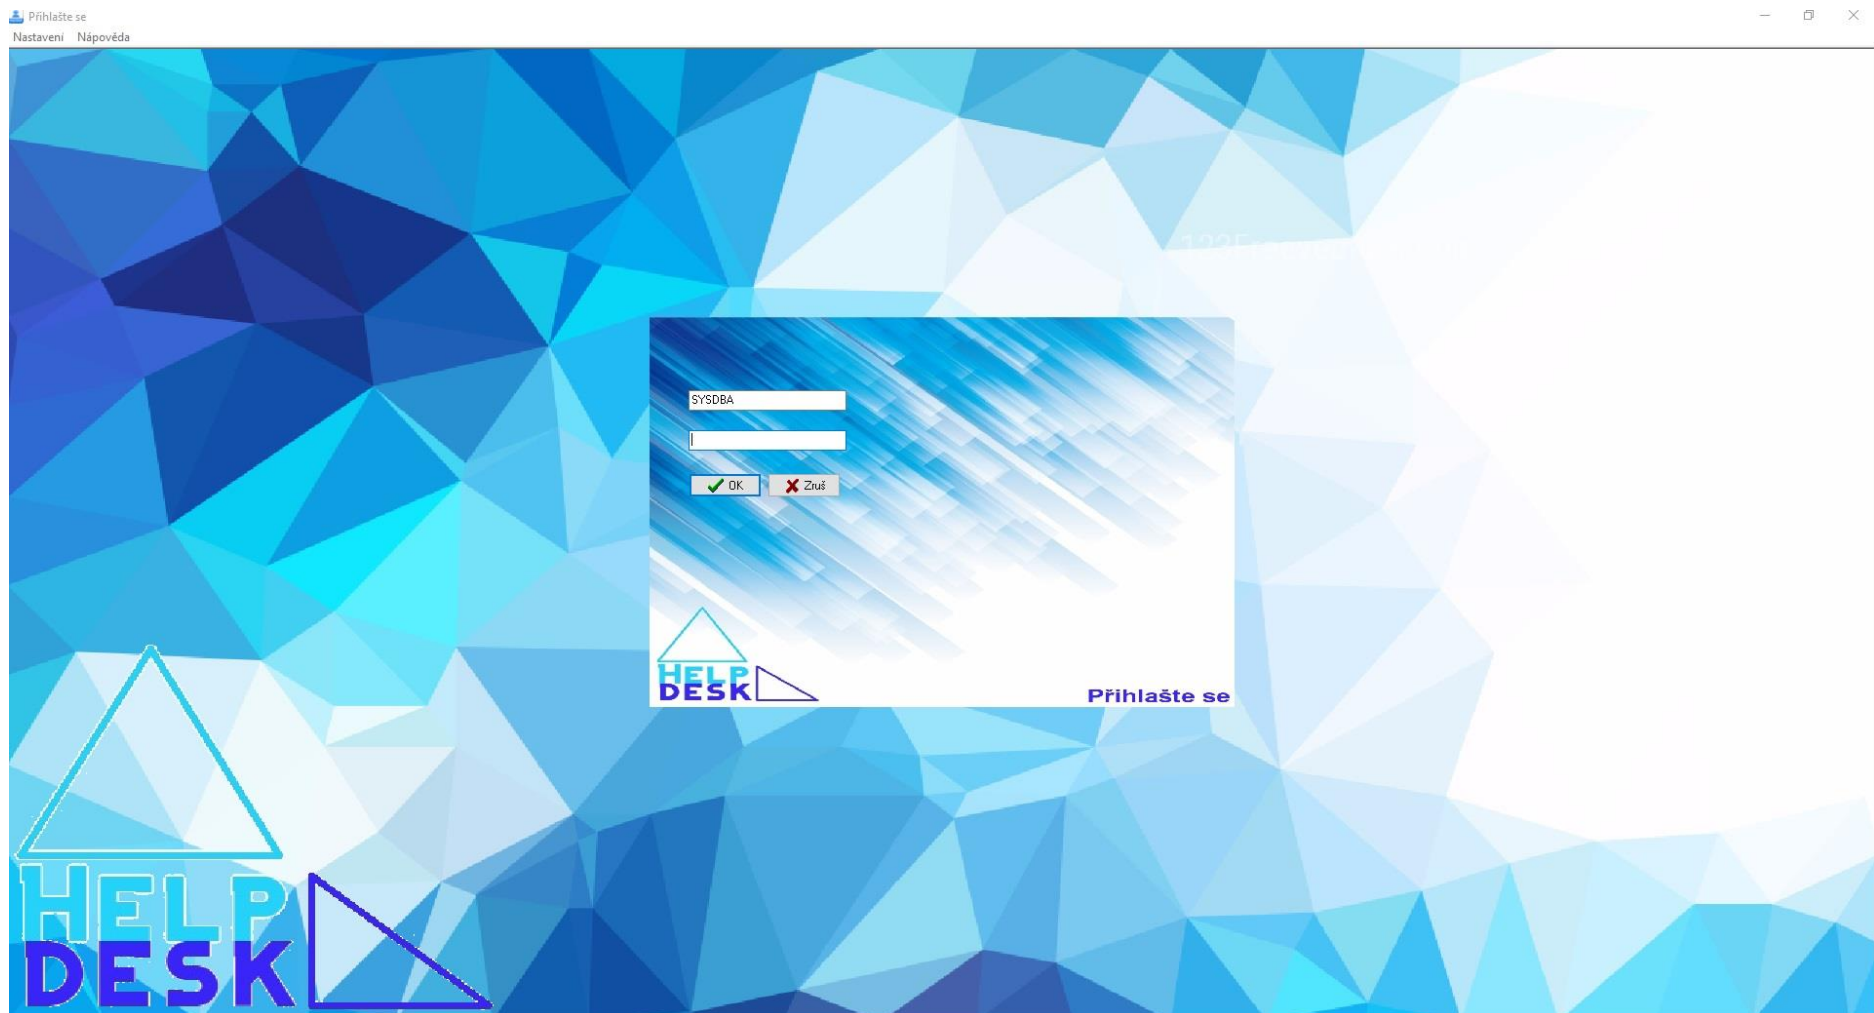 Přihlašte se
Nastavení Nápověda
SYSDBA
OK Zruš
HELP
DESK
Přihlašte se
HELP
DESK